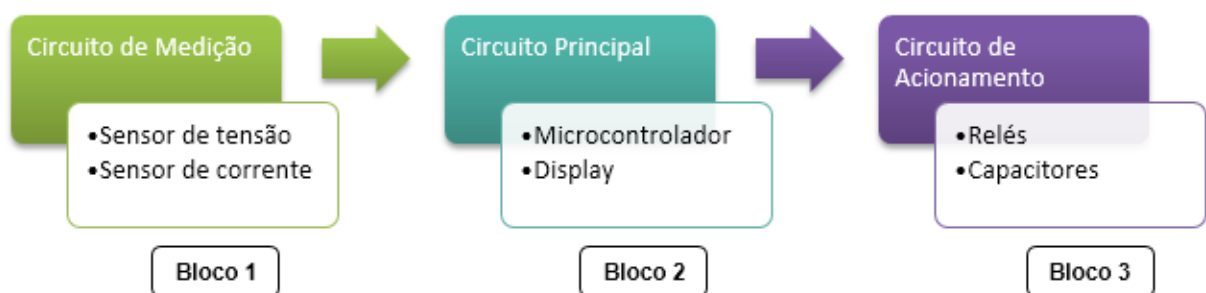 Circuito de Medição
•Sensor de tensão
•Sensor de corrente
Bloco 1
Circuito Principal
•Microcontrolador
•Display
Bloco 2
Circuito de
Acionamento
•Relés
•Capacitores
Bloco 3